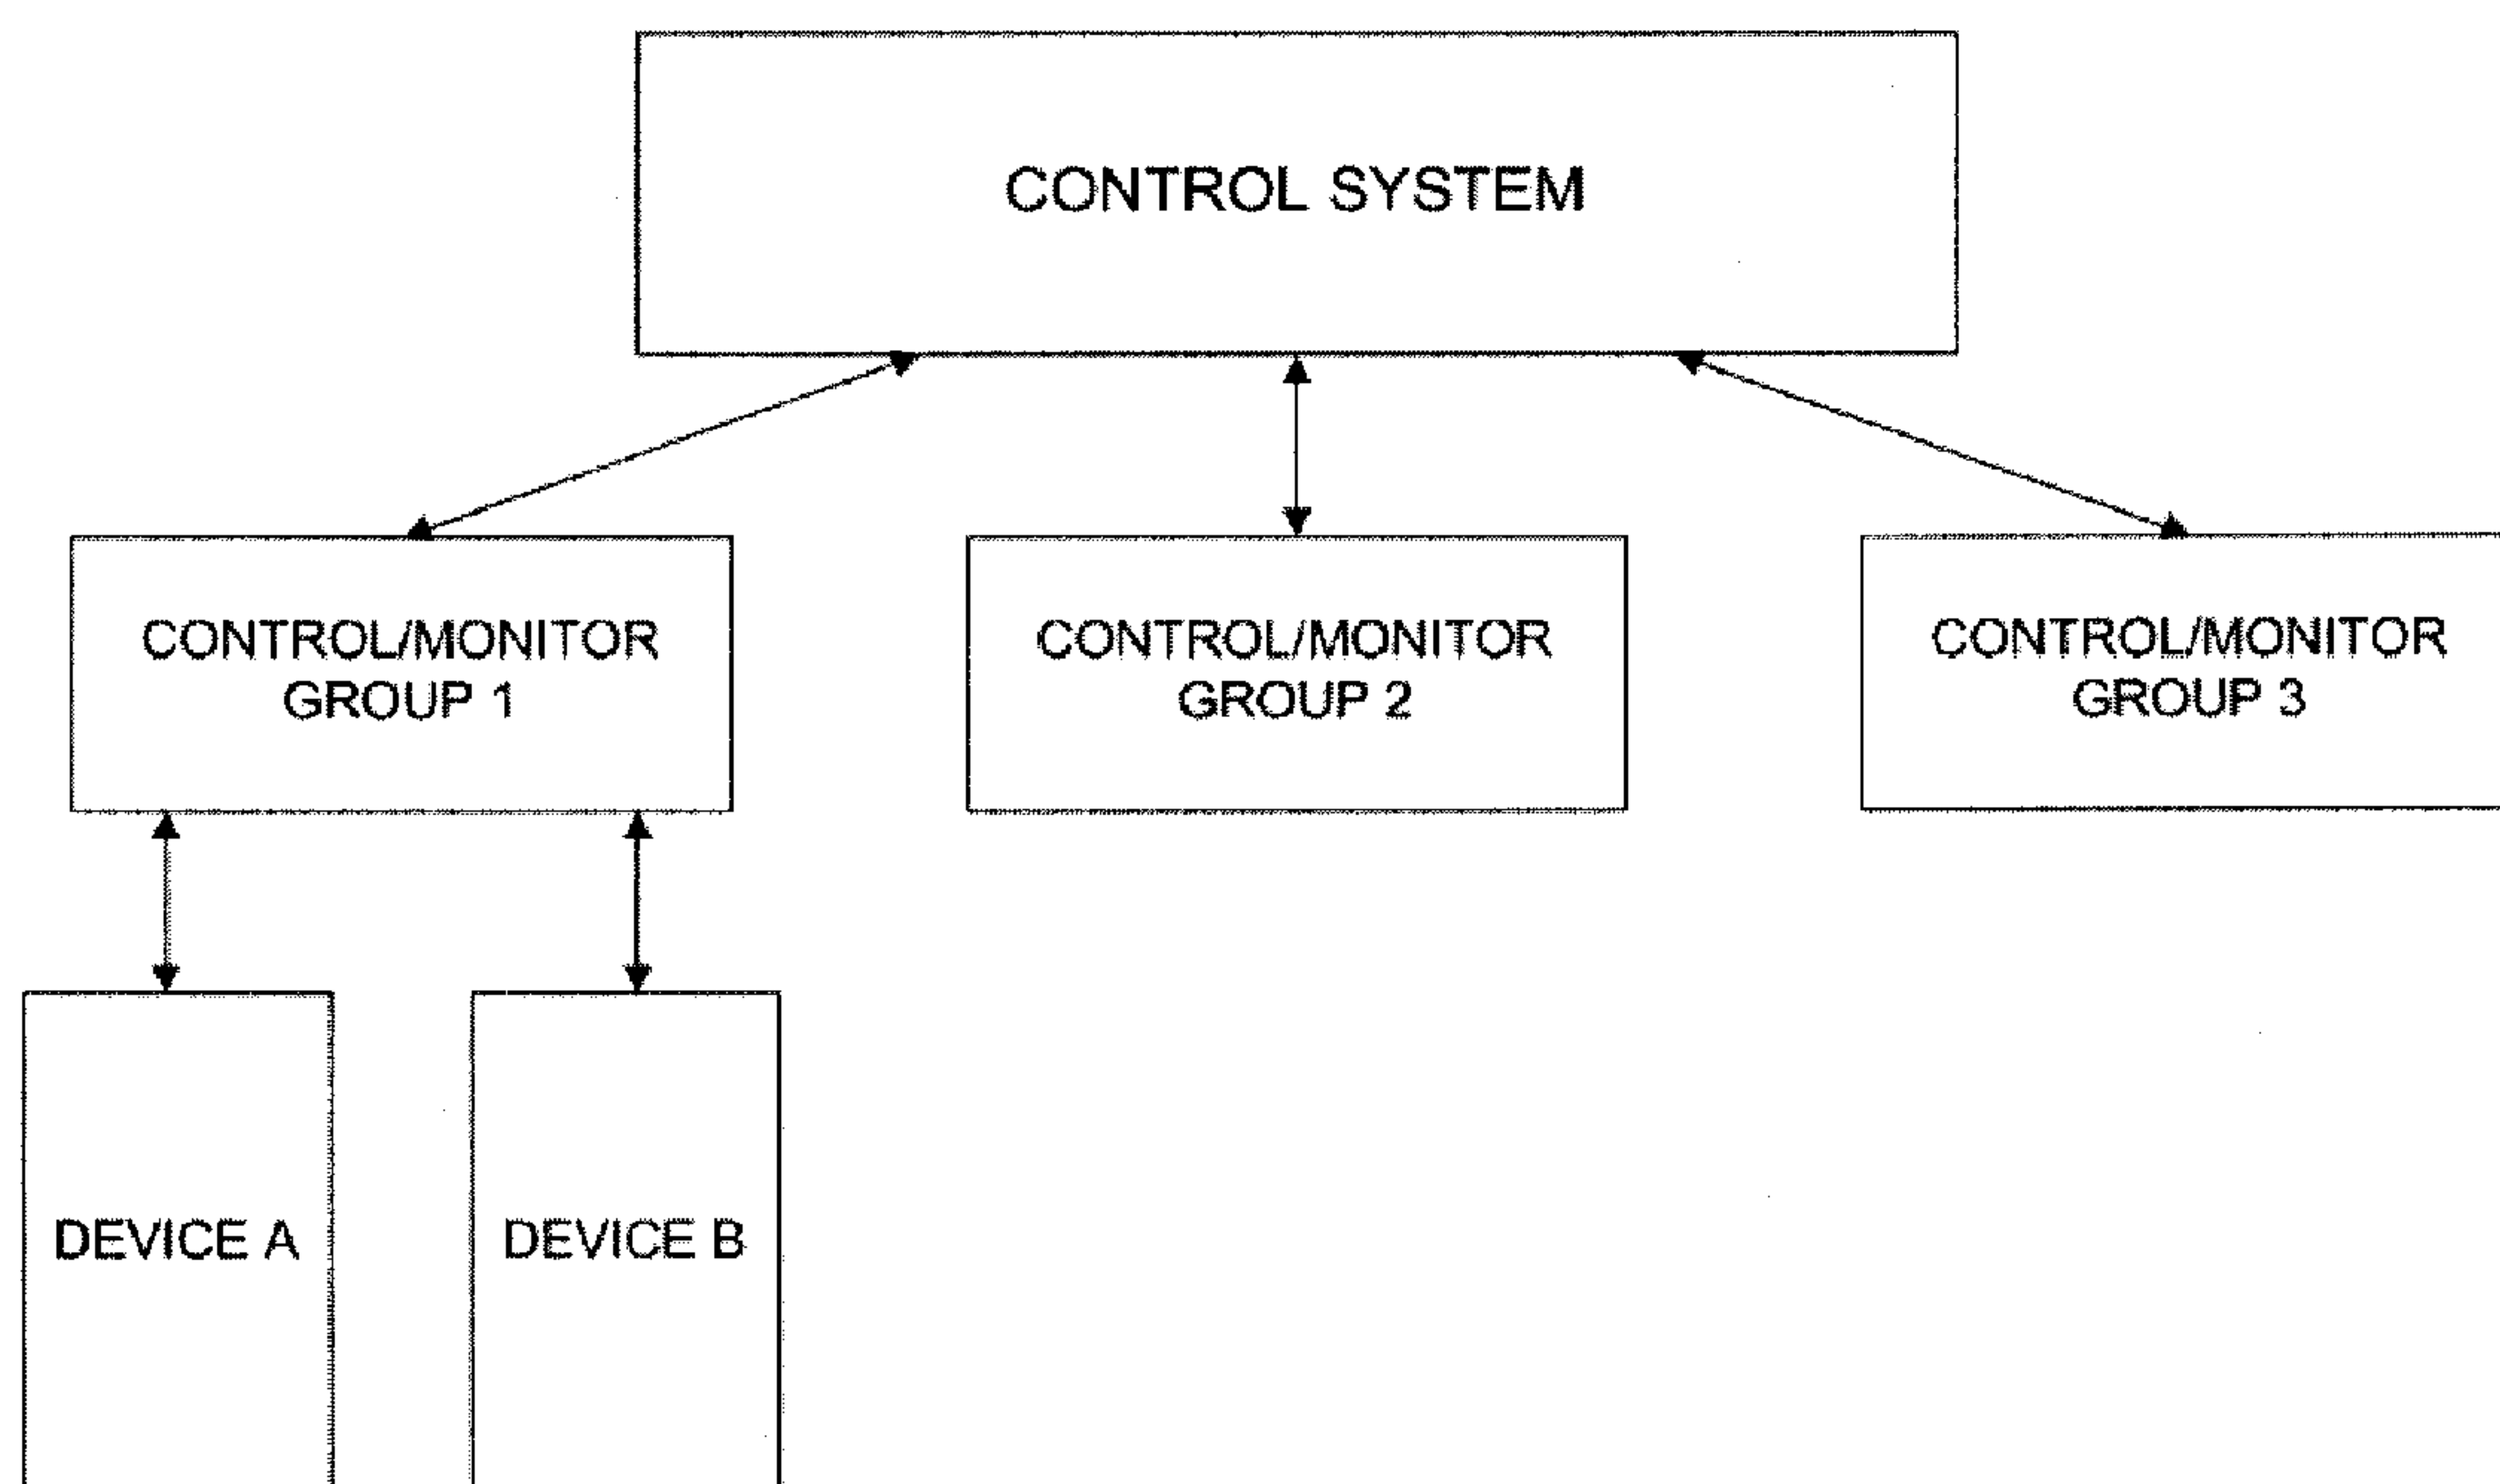 CONTROL SYSTEM
CONTROL/MONITOR
GROUP 1
CONTROL/MONITOR
GROUP 2
CONTROL/MONITOR
GROUP 3
DEVICE A
DEVICE B